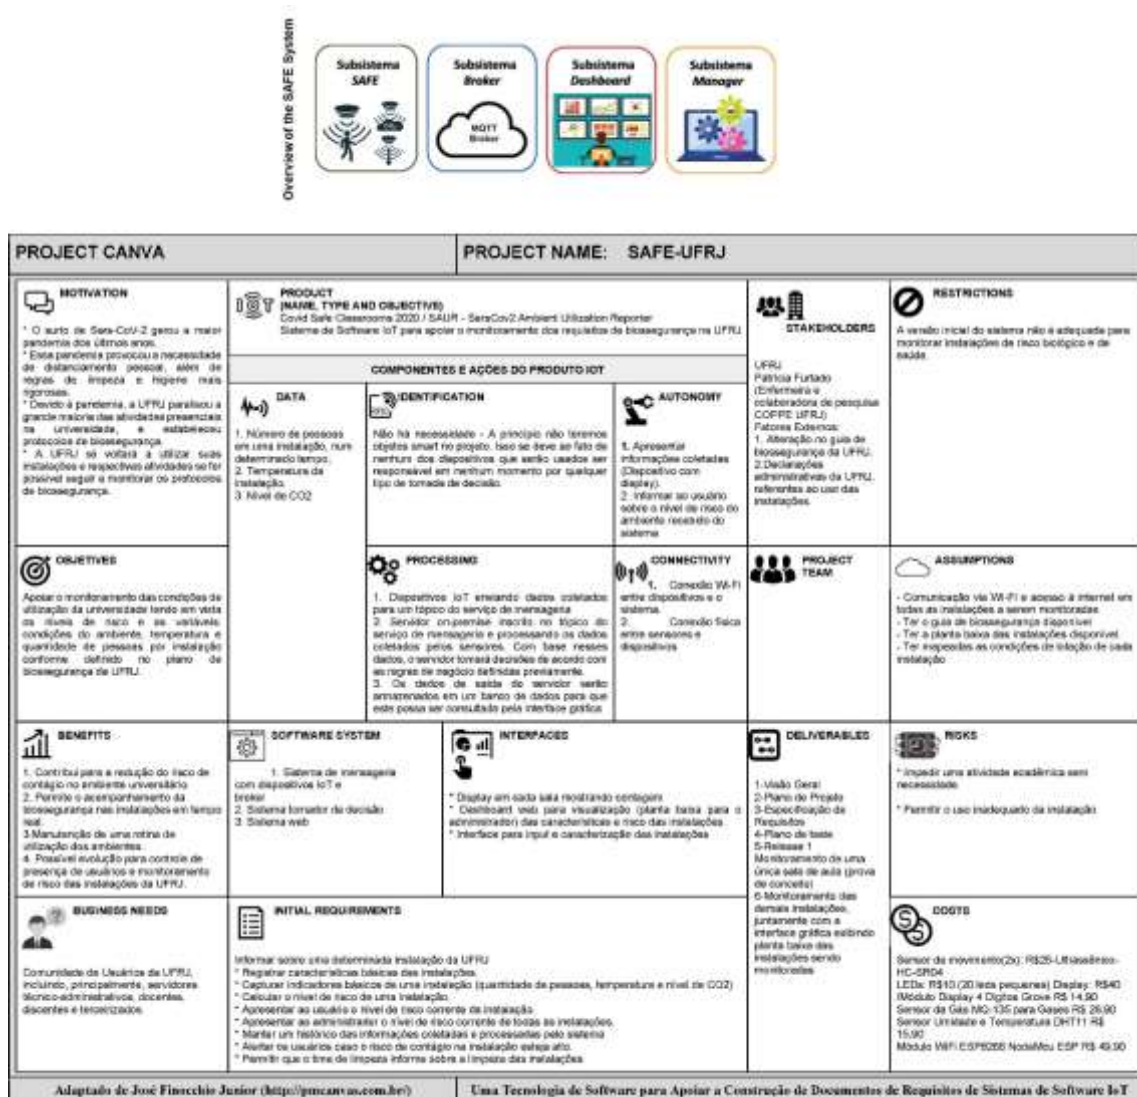 Overview of the SAFE System
Subsistema
SAFE
Subsistema
Broker
MQTT
Broker
Subsistema
Dashboard
Subsistema
Manager
PROJECT CANVA
PROJECT NAME: SAFE-UFRJ
MOTIVATION
* O surto de Sars-CoV-2 gerou a maior
pandemia dos últimos anos.
* Essa pandemia provocou a necessidade
de distanciamento pessoal, além de
regras de limpeza e higiene mais
rigorosas.
* Devido à pandemia, a UFRJ paralisou a
grande maioria das atividades presenciais
na universidade, e estabeleceu
protocolos de biossegurança.
* A UFRJ só voltará a utilizar suas
instalações e respectivas atividades se for
possível seguir e monitorar os protocolos
de biossegurança.
PRODUCT
(NAME, TYPE AND OBJECTIVE)
Covid Safe Classrooms 2020 / SAUR - SarsCov2 Ambient Utilization Reporter
Sistema de Software IoT para apoiar o monitoramento dos requisitos de biossegurança na UFRJ
COMPONENTES E AÇÕES DO PRODUTO IOT
DATA
1. Número de pessoas
em uma instalação, num
determinado tempo.
2. Temperatura da
instalação.
3. Nível de CO2
IDENTIFICATION
Não há necessidade - A princípio não teremos
objetos smart no projeto. Isso se deve ao fato de
nenhum dos dispositivos que serão usados ser
responsável em nenhum momento por qualquer
tipo de tomada de decisão.
AUTONOMY
1. Apresentar
informações coletadas
(Dispositivo com
display).
2. Informar ao usuário
sobre o nível de risco do
ambiente recebido do
sistema
STAKEHOLDERS
UFRJ
Patricia Furtado
(Enfermeira e
colaboradora de pesquisa
COPPE UFRJ)
Fatores Externos:
1. Alteração no guia de
biossegurança da UFRJ.
2.Declarações
administrativas da UFRJ,
referentes ao uso das
instalações.
RESTRICTIONS
A versão inicial do sistema não é adequada para
monitorar instalações de risco biológico e de
saúde.
OBJETIVES
Apoiar o monitoramento das condições de
utilização da universidade tendo em vista
os níveis de risco e as variáveis:
condições do ambiente, temperatura e
quantidade de pessoas por instalação
conforme definido no plano de
biossegurança da UFRJ.
PROCESSING
1. Dispositivos IoT enviando dados coletados
para um tópico do serviço de mensageria
2. Servidor on-premise inscrito no tópico do
serviço de mensageria e processando os dados
coletados pelos sensores. Com base nesses
dados, o servidor tomará decisões de acordo com
as regras de negócio definidas previamente.
3. Os dados de saída do servidor serão
armazenados em um banco de dados para que
este possa ser consultada pela interface gráfica
CONNECTIVITY
1. Conexão Wi-Fi
entre dispositivos e o
sistema.
2. Conexão física
entre sensores e
dispositivos
PROJECT
TEAM
ASSUMPTIONS
- Comunicação via WI-FI e acesso à internet em
todas as instalações a serem monitoradas
- Ter o guia de biossegurança disponível
- Ter a planta baixa das instalações disponível
- Ter mapeadas as condições de lotação de cada
instalação
BENEFITS
1. Contribui para a redução do risco de
contágio no ambiente universitário
2. Permite o acompanhamento da
biossegurança nas instalações em tempo
real.
3.Manutenção de uma rotina de
utilização dos ambientes.
4. Possível evolução para controle de
presença de usuários e monitoramento
de risco das instalações da UFRJ.
SOFTWARE SYSTEM
1. Sistema de mensageria
com dispositivos IoT e
broker
2. Sistema tomador de decisão
3. Sistema web
INTERFACES
* Display em cada sala mostrando contagem
* Dashboard web para visualização (planta baixa para o
administrador) das características e risco das instalações
* Interface para input e caracterização das instalações
DELIVERABLES
1-Visão Geral
2-Plano de Projeto
3-Especificação de
Requisitos
4-Plano de teste
5-Release 1
Monitoramento de uma
única sala de aula (prova
de conceito)
6-Monitoramento das
demais instalações,
juntamente com a
interface gráfica exibindo
planta baixa das
instalações sendo
monitoradas
RISKS
* Impedir uma atividade acadêmica sem
necessidade.
* Permitir o uso inadequado da instalação
BUSINESS NEEDS
Comunidade de Usuários da UFRJ,
incluindo, principalmente, servidores
técnico-administrativos, docentes,
discentes e terceirizados.
INITIAL REQUIREMENTS
Informar sobre uma determinada instalação da UFRJ
* Registrar características básicas das instalações.
* Capturar indicadores básicos de uma instalação (quantidade de pessoas, temperatura e nível de CO2)
* Calcular o nível de risco de uma instalação.
* Apresentar ao usuário o nível de risco corrente da instalação
* Apresentar ao administrador o nível de risco corrente de todas as instalações.
* Manter um histórico das informações coletadas e processadas pelo sistema
* Alertar os usuários caso o risco de contágio na instalação esteja alto.
* Permitir que o time de limpeza informe sobre a limpeza das instalações
COSTS
Sensor de movimento(2x): R$25-Ultrassônico-
HC-SR04
LEDs: R$10 (20 leds pequenos) Display: R$40
Módulo Display 4 Digitos Grove R$ 14,90
Sensor de Gás MQ-135 para Gases R$ 26,90
Sensor Umidade e Temperatura DHT11 R$
15,90
Módulo WiFi ESP8266 NodeMcu ESP R$ 49,90
Adaptado de José Finocchio Junior (http://pmcanvas.com.br/)
Uma Tecnologia de Software para Apoiar a Construção de Documentos de Requisitos de Sistemas de Software IoT